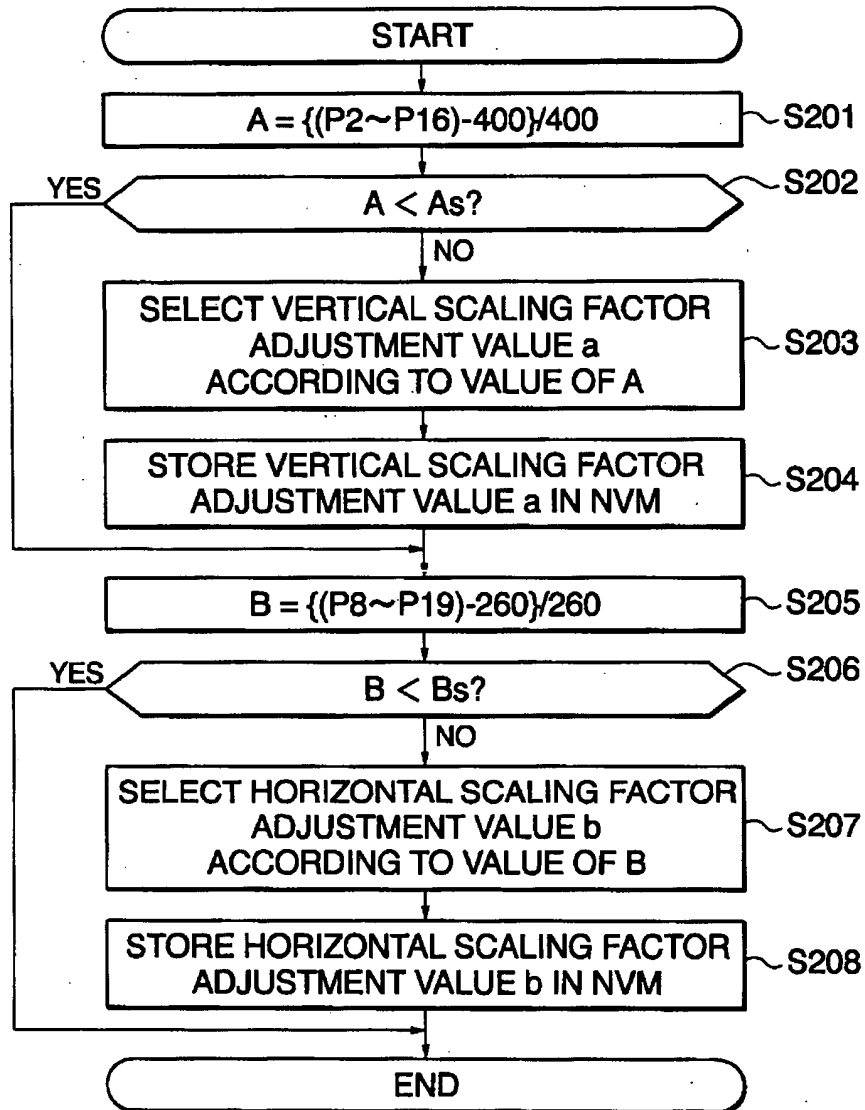 START
A = {(P2~P16)-400}/400
S201
YES
A < As?
S202
NO
SELECT VERTICAL SCALING FACTOR
ADJUSTMENT VALUE a
ACCORDING TO VALUE OF A
S203
STORE VERTICAL SCALING FACTOR
ADJUSTMENT VALUE a IN NVM
S204
B = {(P8~P19)-260}/260
S205
YES
B < Bs?
S206
NO
SELECT HORIZONTAL SCALING FACTOR
ADJUSTMENT VALUE b
ACCORDING TO VALUE OF B
S207
STORE HORIZONTAL SCALING FACTOR
ADJUSTMENT VALUE b IN NVM
S208
END